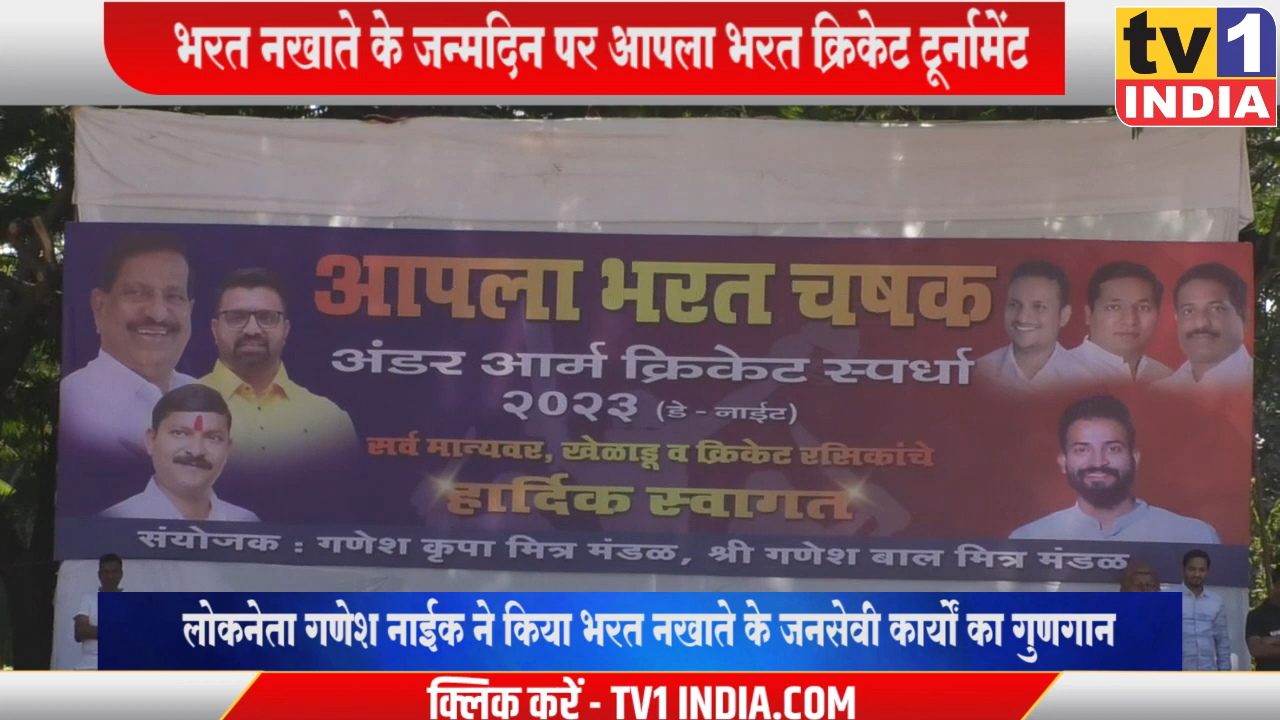 भरत नखाते के जन्मदिन पर आपला भरत क्रिकेट टूर्नामेंट
tv1
INDIA
आपला भरत चषक
अंडर आर्म क्रिकेट स्पर्धा
२०२३ (डे - नाईट)
सर्व मान्यवर, खेळाडू व क्रिकेट रसिकांचे
हार्दिक स्वागत
संयोजक : गणेश कृपा मित्र मंडळ, श्री गणेश बाल मित्र मंडळ
लोकनेता गणेश नाईक ने किया भरत नखाते के जनसेवी कार्यों का गुणगान
क्लिक करें - TV1 INDIA.COM